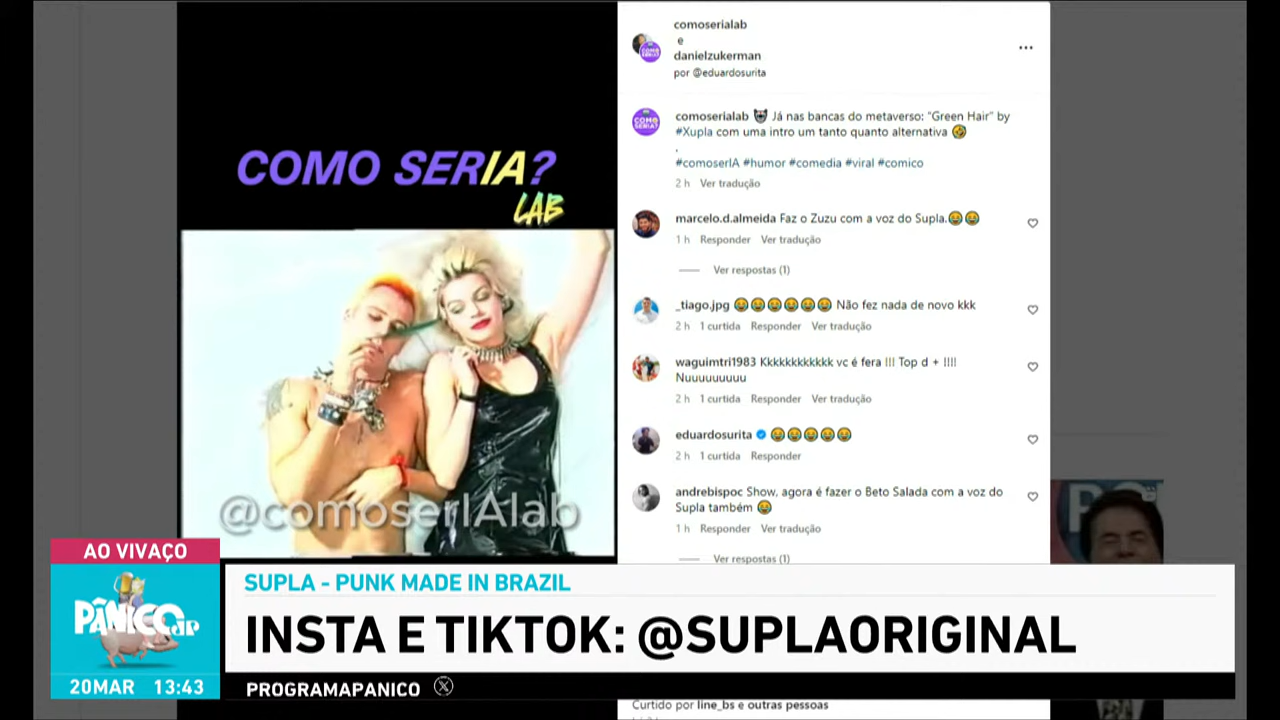 COMO SERIA?
LAB
@comoserIAlab
comoserialab
e
danielzukerman
por @eduardosurita
COMO
SERIA?
comoserialab 👹 Já nas bancas do metaverso: "Green Hair" by
#Xupla com uma intro um tanto quanto alternativa 🤣
.
#comoserIA #humor #comedia #viral #comico
2 h Ver tradução
marcelo.d.almeida Faz o Zuzu com a voz do Supla.😂😂
1 h Responder Ver tradução
Ver respostas (1)
_tiago.jpg 😂😂😂😂😂😂 Não fez nada de novo kkk
2 h 1 curtida Responder Ver tradução
waguimtri1983 Kkkkkkkkkkk vc é fera !!! Top d + !!!!
Nuuuuuuuuu
2 h 1 curtida Responder Ver tradução
eduardosurita 😂😂😂😂😂
2 h 1 curtida Responder
andrebispoc Show, agora é fazer o Beto Salada com a voz do
Supla também 😂
1 h Responder Ver tradução
Ver respostas (1)
AO VIVAÇO
PÂNICO JP
20MAR 13:43
SUPLA - PUNK MADE IN BRAZIL
INSTA E TIKTOK: @SUPLAORIGINAL
PROGRAMAPANICO
Curtido por line_bs e outras pessoas